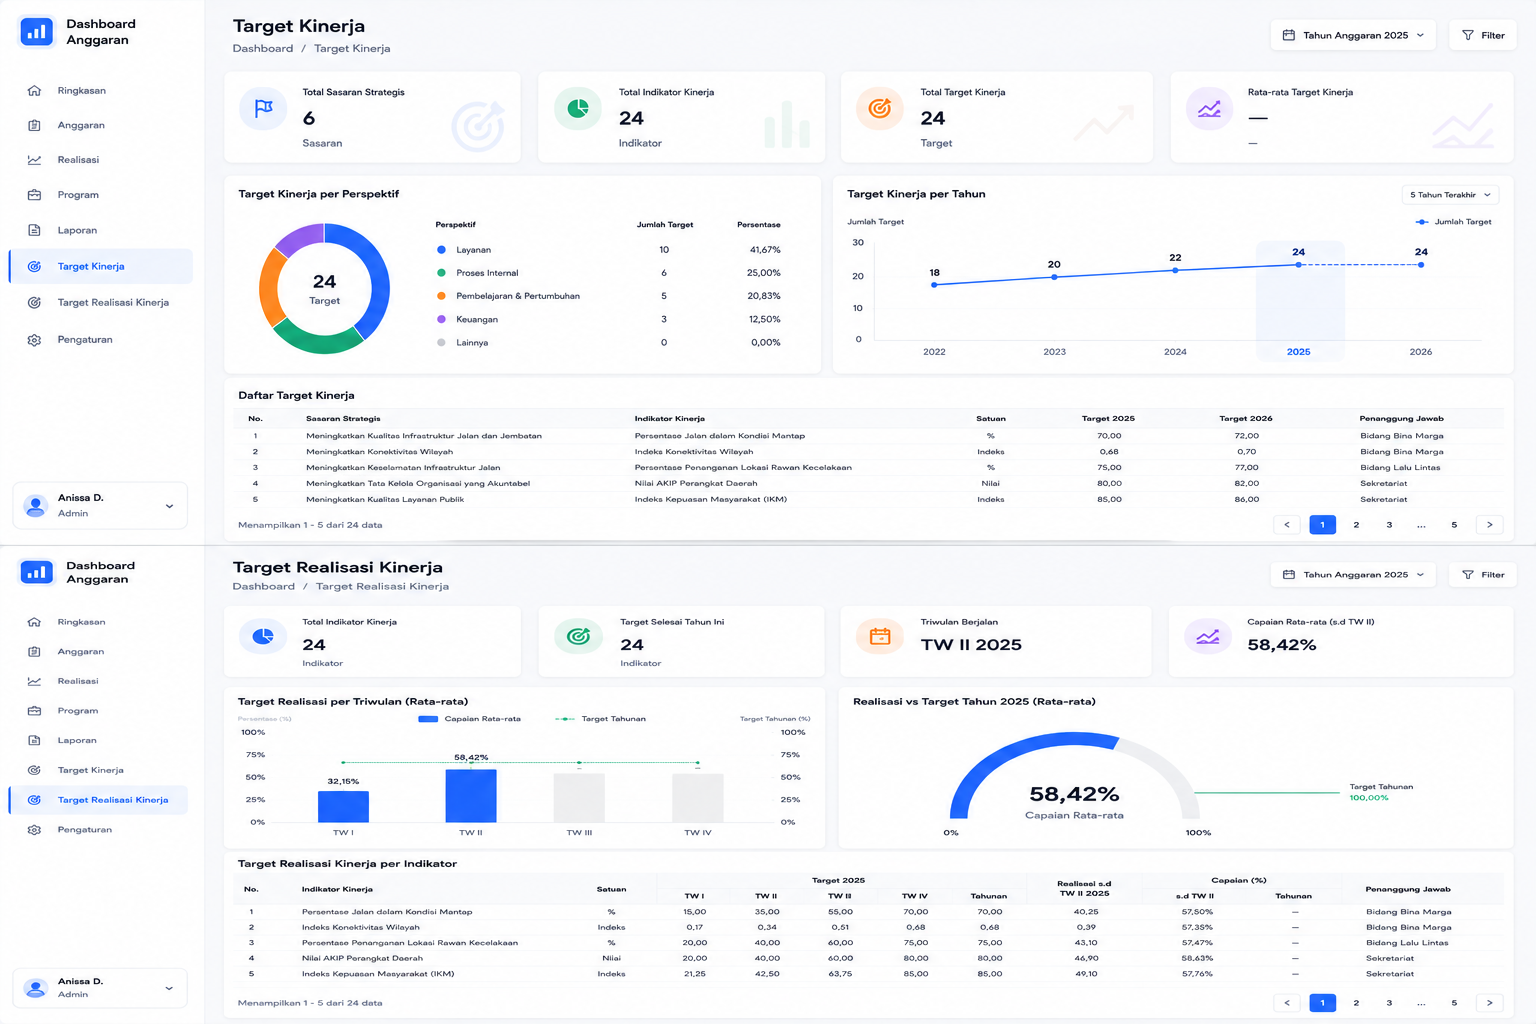 Dashboard
Anggaran
Ringkasan
Anggaran
Realisasi
Program
Laporan
Target Kinerja
Target Realisasi Kinerja
Pengaturan
Anissa D.
Admin
Target Kinerja
Dashboard / Target Kinerja
Tahun Anggaran 2025
Filter
Total Sasaran Strategis
6
Sasaran
Total Indikator Kinerja
24
Indikator
Total Target Kinerja
24
Target
Rata-rata Target Kinerja
—
—
Target Kinerja per Perspektif
24
Target
Perspektif Jumlah Target Persentase
Layanan 10 41,67%
Proses Internal 6 25,00%
Pembelajaran & Pertumbuhan 5 20,83%
Keuangan 3 12,50%
Lainnya 0 0,00%
Target Kinerja per Tahun
5 Tahun Terakhir
Jumlah Target
Jumlah Target
30
20
10
0
18 20 22 24 24
2022 2023 2024 2025 2026
Daftar Target Kinerja
No. Sasaran Strategis Indikator Kinerja Satuan Target 2025 Target 2026 Penanggung Jawab
1 Meningkatkan Kualitas Infrastruktur Jalan dan Jembatan Persentase Jalan dalam Kondisi Mantap % 70,00 72,00 Bidang Bina Marga
2 Meningkatkan Konektivitas Wilayah Indeks Konektivitas Wilayah Indeks 0,68 0,70 Bidang Bina Marga
3 Meningkatkan Keselamatan Infrastruktur Jalan Persentase Penanganan Lokasi Rawan Kecelakaan % 75,00 77,00 Bidang Lalu Lintas
4 Meningkatkan Tata Kelola Organisasi yang Akuntabel Nilai AKIP Perangkat Daerah Nilai 80,00 82,00 Sekretariat
5 Meningkatkan Kualitas Layanan Publik Indeks Kepuasan Masyarakat (IKM) Indeks 85,00 86,00 Sekretariat
Menampilkan 1 - 5 dari 24 data
< 1 2 3 ... 5 >
Dashboard
Anggaran
Ringkasan
Anggaran
Realisasi
Program
Laporan
Target Kinerja
Target Realisasi Kinerja
Pengaturan
Anissa D.
Admin
Target Realisasi Kinerja
Dashboard / Target Realisasi Kinerja
Tahun Anggaran 2025
Filter
Total Indikator Kinerja
24
Indikator
Target Selesai Tahun Ini
24
Indikator
Triwulan Berjalan
TW II 2025
Capaian Rata-rata (s.d TW II)
58,42%
Target Realisasi per Triwulan (Rata-rata)
Persentase (%)
Capaian Rata-rata
Target Tahunan
Target Tahunan (%)
100% 100%
75% 75%
50% 50%
25% 25%
0% 0%
32,15% 58,42% – –
TW I TW II TW III TW IV
Realisasi vs Target Tahun 2025 (Rata-rata)
58,42%
Capaian Rata-rata
0% 100%
Target Tahunan
100,00%
Target Realisasi Kinerja per Indikator
No. Indikator Kinerja Satuan Target 2025 Realisasi s.d TW II 2025 Capaian (%) Penanggung Jawab
TW I TW II TW III TW IV Tahunan s.d TW II Tahunan
1 Persentase Jalan dalam Kondisi Mantap % 15,00 35,00 55,00 70,00 70,00 40,25 57,50% — Bidang Bina Marga
2 Indeks Konektivitas Wilayah Indeks 0,17 0,34 0,51 0,68 0,68 0,39 57,35% — Bidang Bina Marga
3 Persentase Penanganan Lokasi Rawan Kecelakaan % 20,00 40,00 60,00 75,00 75,00 43,10 57,47% — Bidang Lalu Lintas
4 Nilai AKIP Perangkat Daerah Nilai 20,00 40,00 60,00 80,00 80,00 46,90 58,63% — Sekretariat
5 Indeks Kepuasan Masyarakat (IKM) Indeks 21,25 42,50 63,75 85,00 85,00 49,10 57,76% — Sekretariat
Menampilkan 1 - 5 dari 24 data
< 1 2 3 ... 5 >